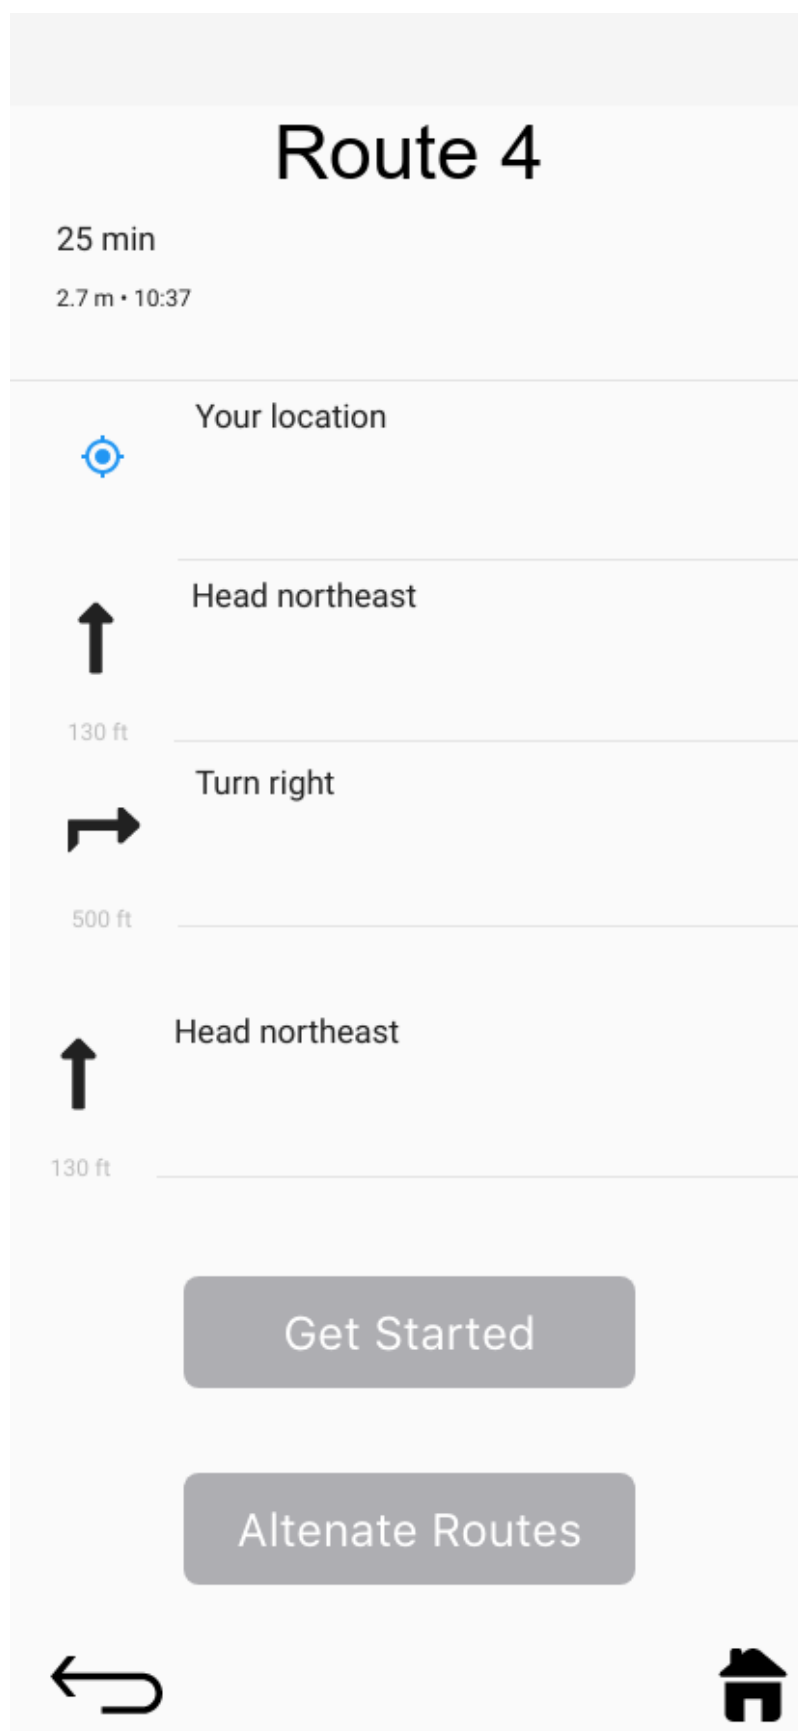 Route 4
25 min
2.7 m • 10:37
Your location
Head northeast
130 ft
Turn right
500 ft
Head northeast
130 ft
Get Started
Altenate Routes